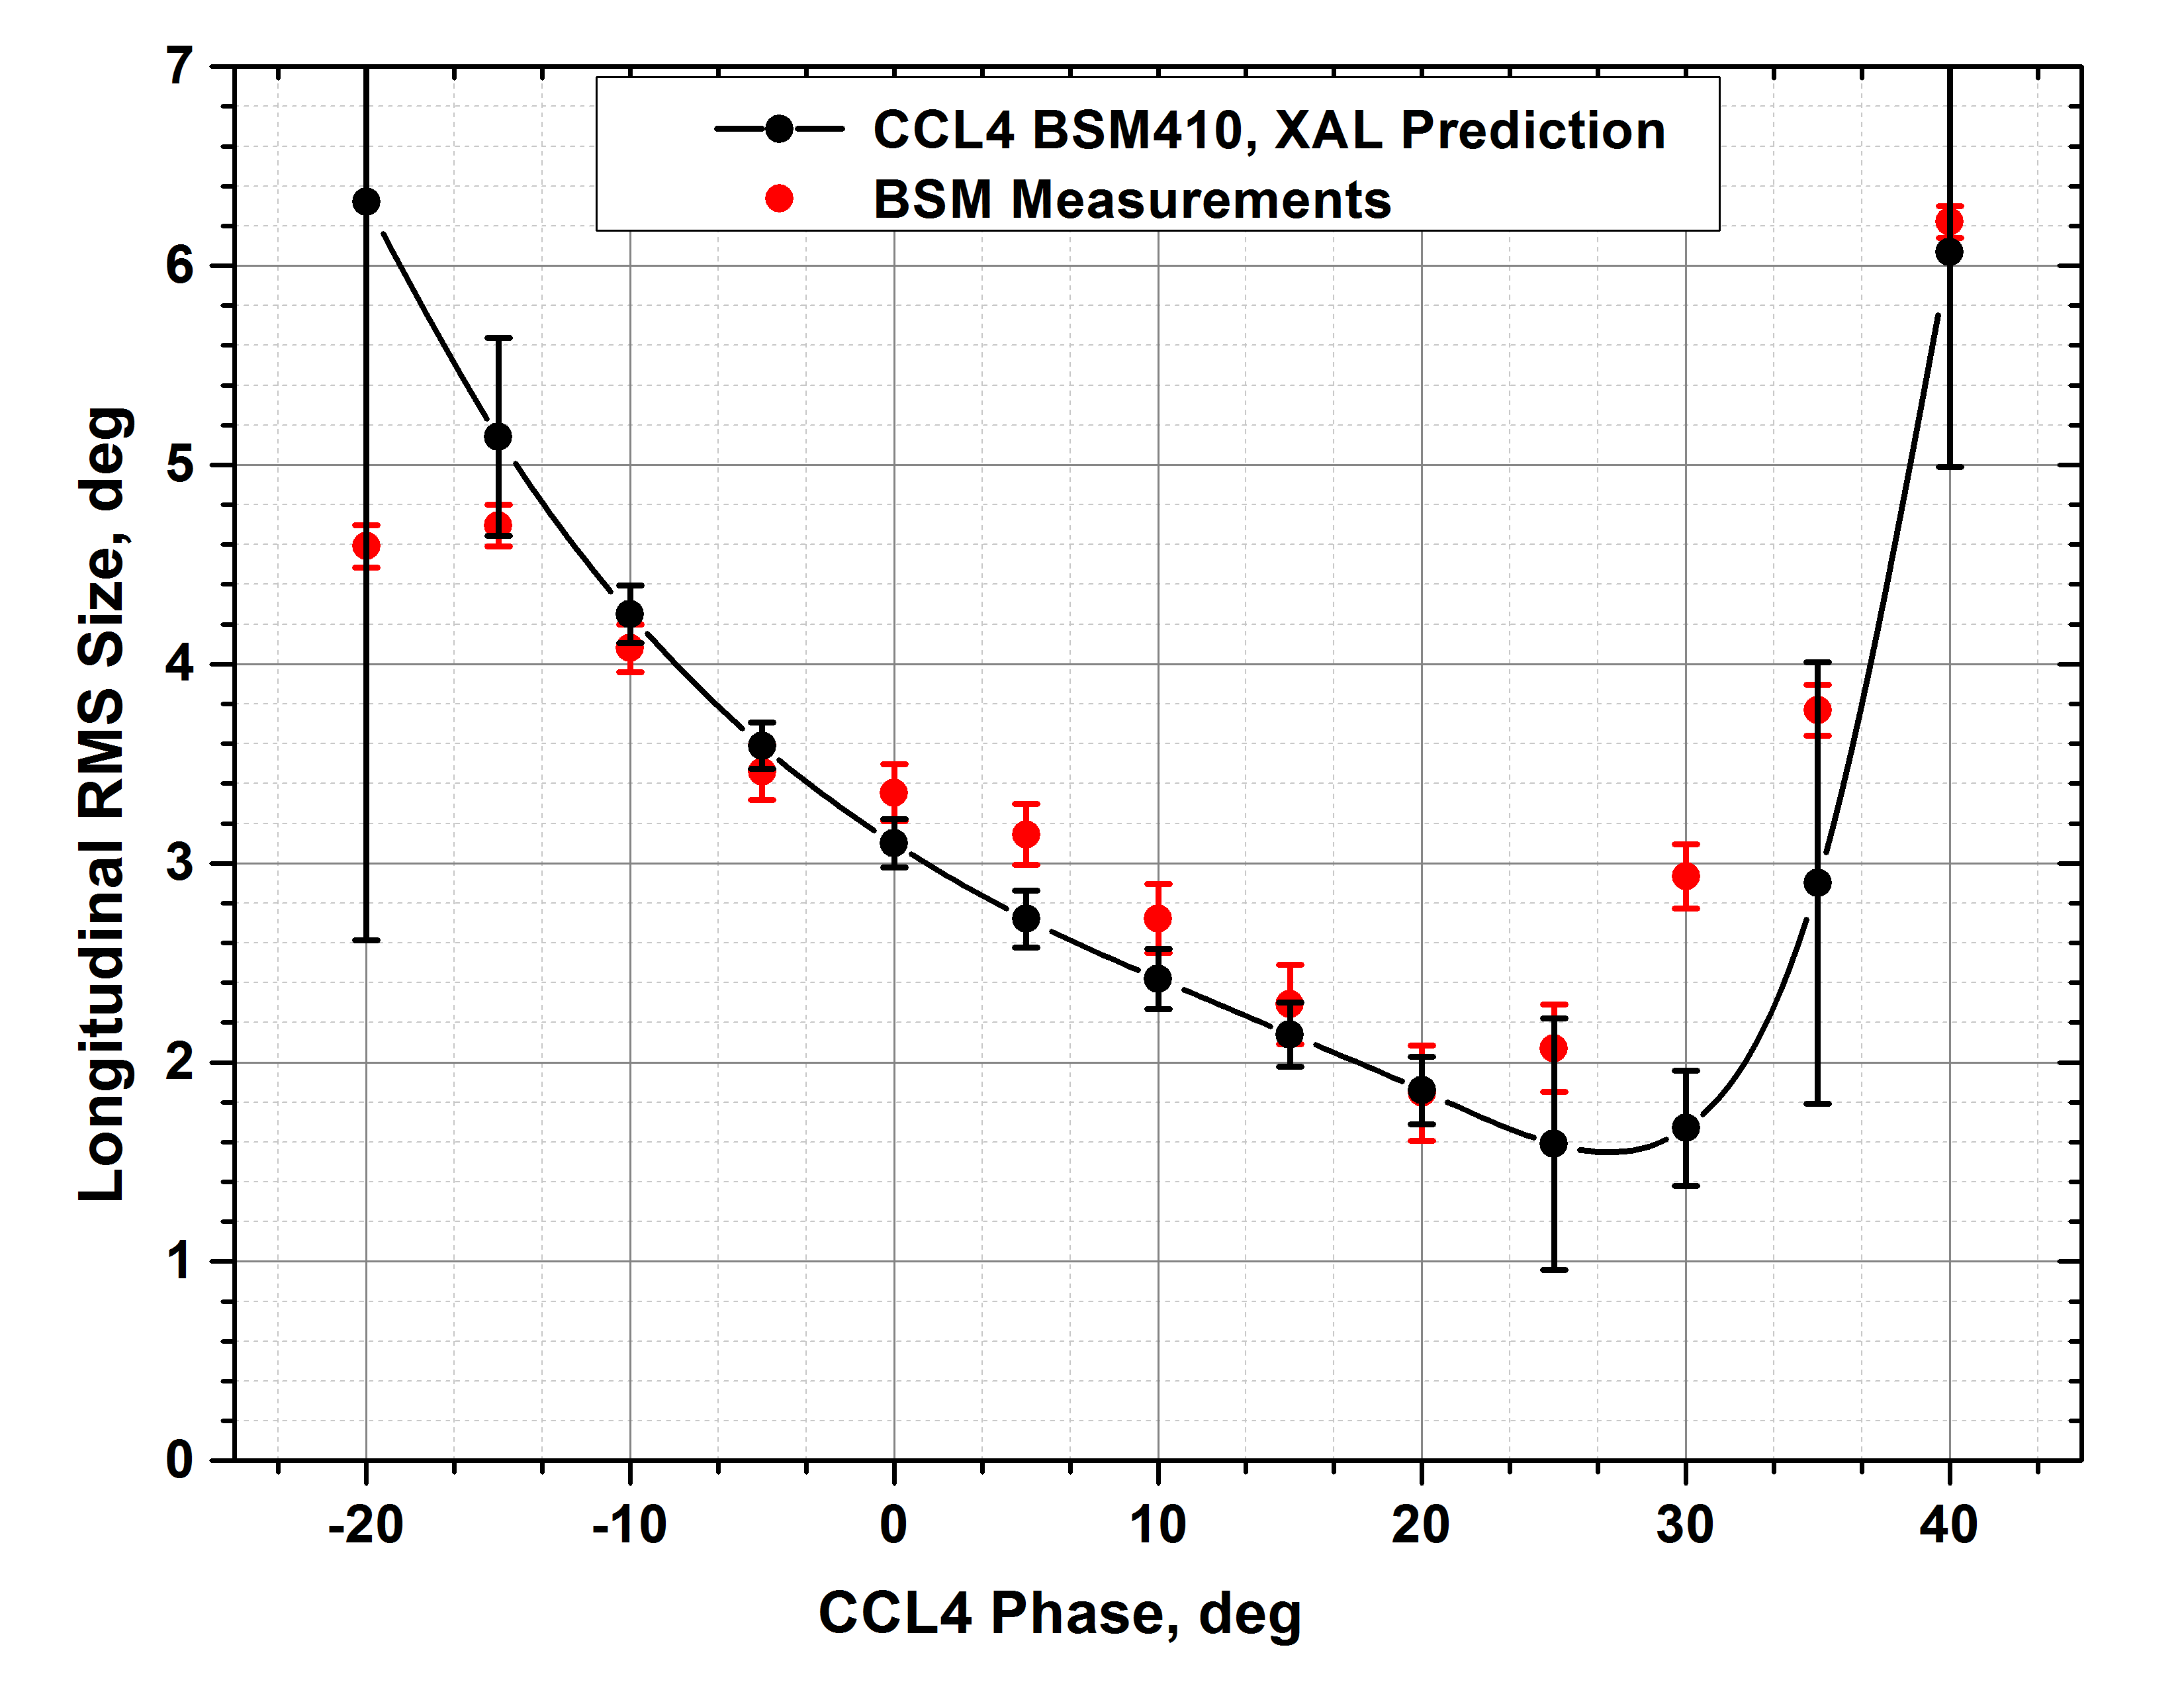 CCL4 BSM410, XAL Prediction
BSM Measurements
Longitudinal RMS Size, deg
7
6
5
4
3
2
1
0
-20 -10 0 10 20 30 40
CCL4 Phase, deg